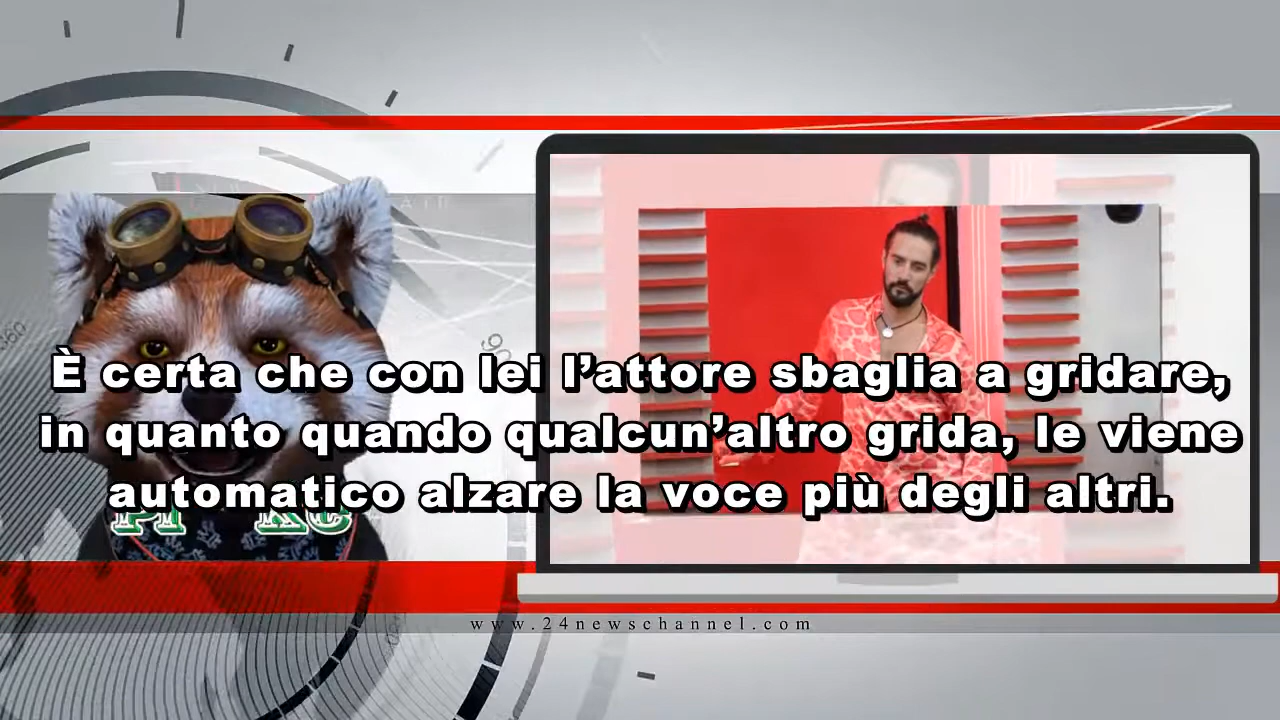 È certa che con lei l’attore sbaglia a gridare,
in quanto quando qualcun’altro grida, le viene
automatico alzare la voce più degli altri.
www.24newschannel.com